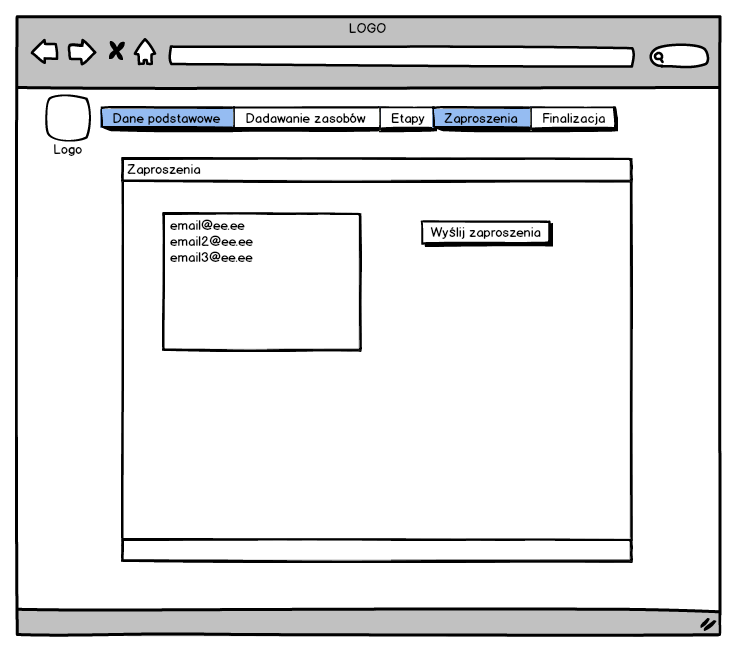 LOGO
Logo
Dane podstawowe Dadawanie zasobów Etapy Zaproszenia Finalizacja
Zaproszenia
email@ee.ee
email2@ee.ee
email3@ee.ee
Wyślij zaproszenia